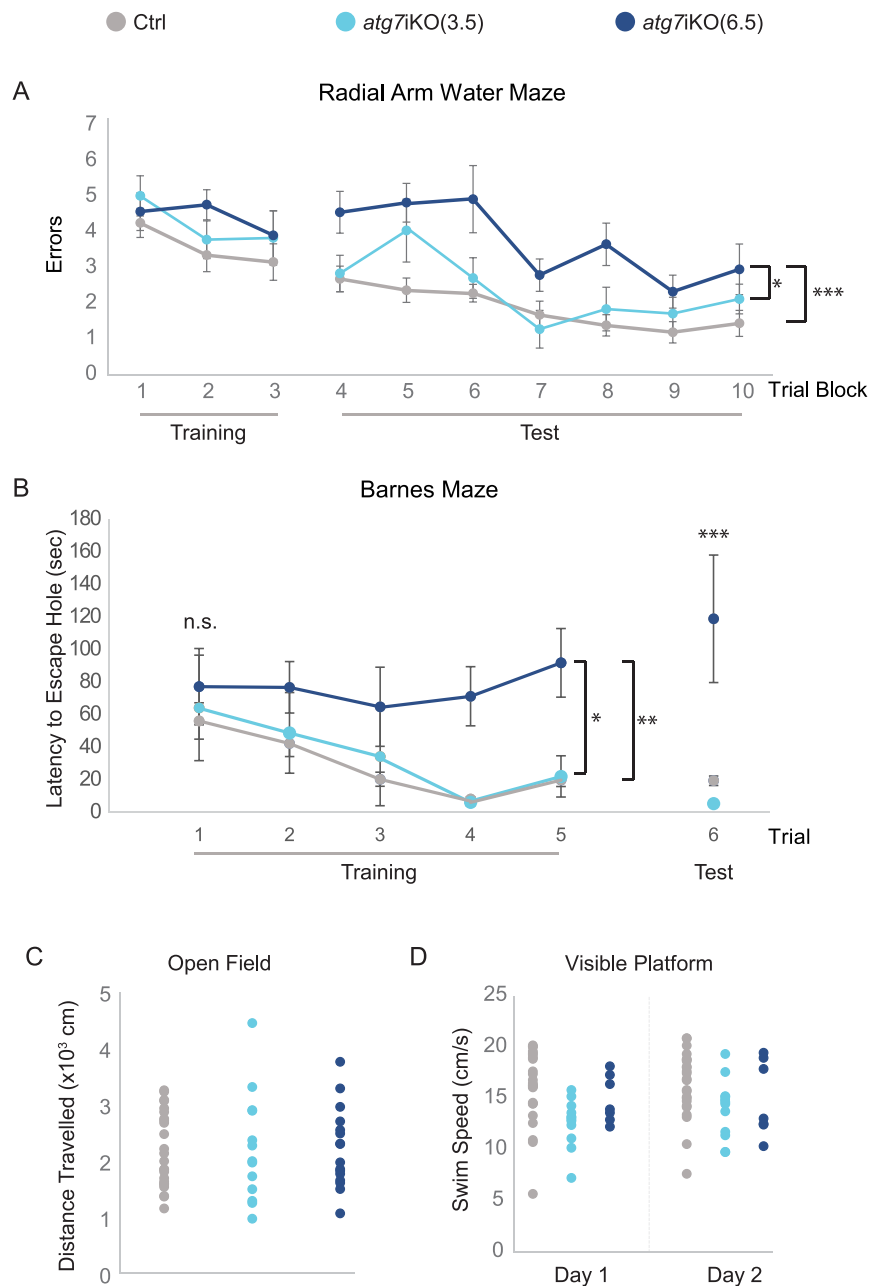 Ctrl atg7iKO(3.5) atg7iKO(6.5)
A
Radial Arm Water Maze
Errors
7
6
5
4
3
2
1
0
* ***
1 2 3 4 5 6 7 8 9 10 Trial Block
Training Test
B
Barnes Maze
Latency to Escape Hole (sec)
180
160
140
120
100
80
60
40
20
0
n.s.
* **
***
1 2 3 4 5 6 Trial
Training Test
C
Open Field
Distance Travelled (x10³ cm)
5
4
3
2
1
0
D
Visible Platform
Swim Speed (cm/s)
25
20
15
10
5
0
Day 1 Day 2